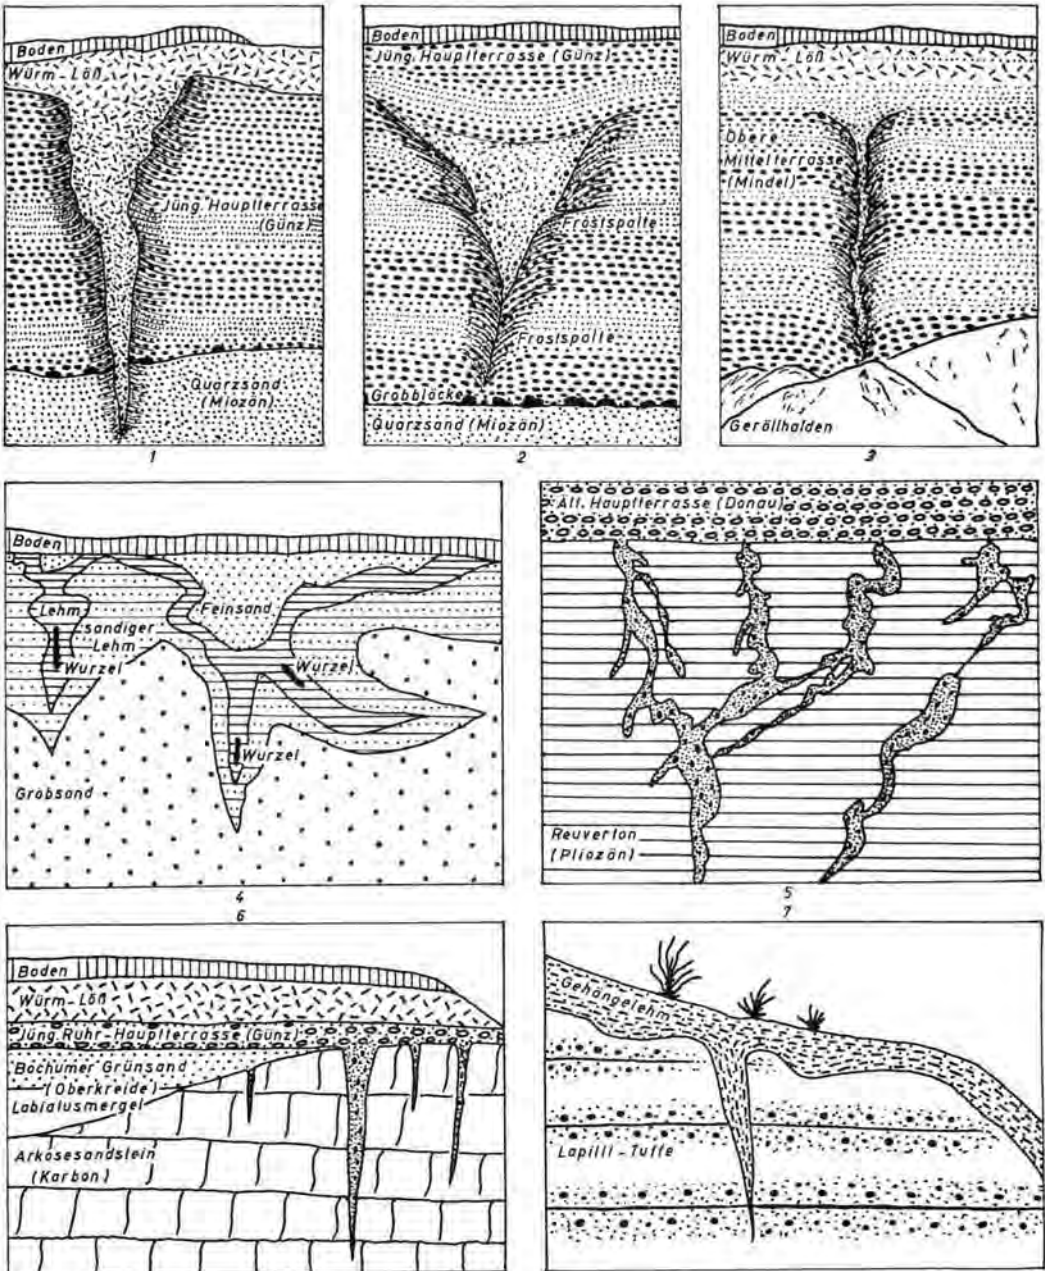 Boden
Würm-Löß
Jüng. Hauptterrasse
(Günz)
Quarzsand
(Miozän)
1
Boden
Jüng. Hauptterrasse (Günz)
Frostspalte
Frostspalte
Grobblöcke
Quarzsand (Miozän)
2
Boden
Würm-Löß
Obere
Mittelterrasse
(Mindel)
Geröllhalden
3
Boden
Lehm
sandiger
Lehm
Wurzel
Feinsand
Wurzel
Wurzel
Grobsand
4
Ält. Hauptterrasse (Donau)
Reuverton
(Pliozän)
5
6
Boden
Würm-Löß
Jüng. Ruhr-Hauptterrasse (Günz)
Bochumer Grünsand
(Oberkreide)
Labiatusmergel
Arkosesandstein
(Karbon)
7
Gehängelehm
Lapilli-Tuffe